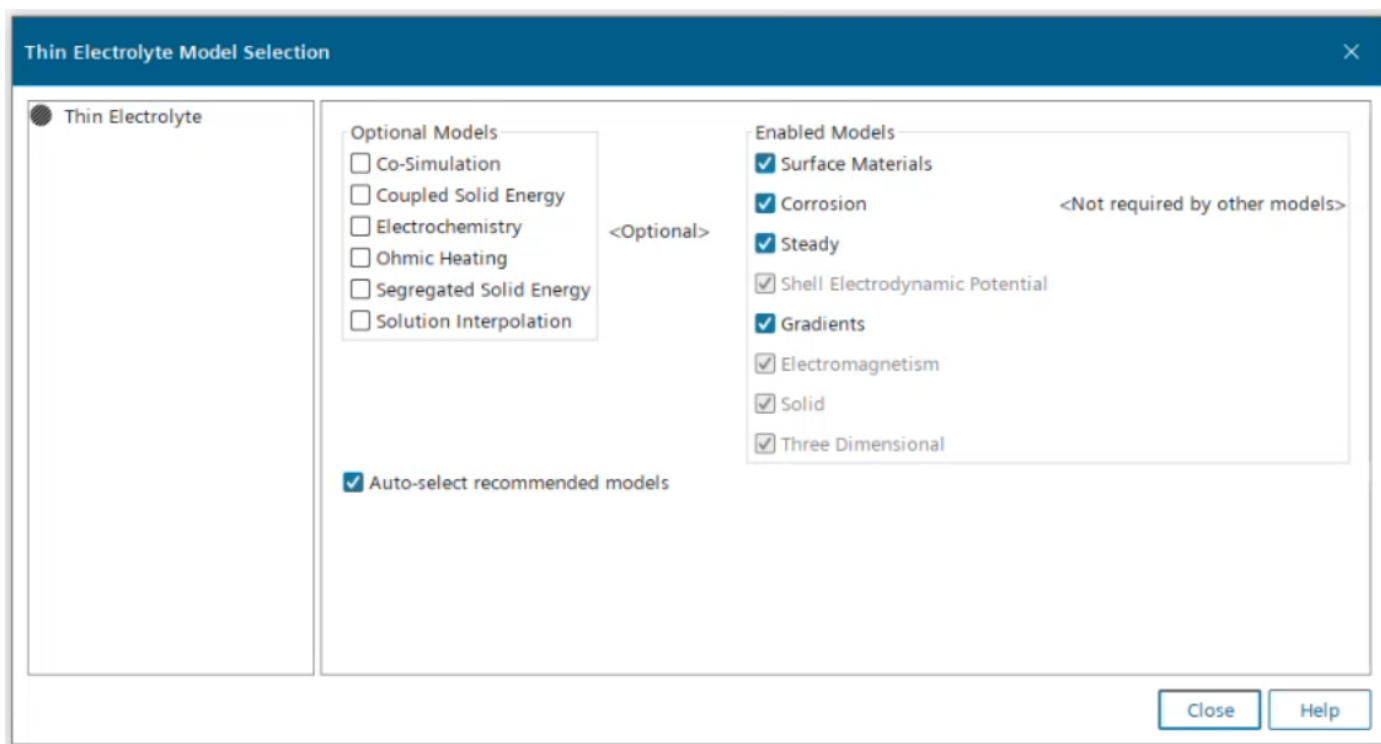 Thin Electrolyte Model Selection
Thin Electrolyte
Optional Models
Co-Simulation
Coupled Solid Energy
Electrochemistry
Ohmic Heating
Segregated Solid Energy
Solution Interpolation
<Optional>
Enabled Models
Surface Materials
Corrosion
<Not required by other models>
Steady
Shell Electrodynamic Potential
Gradients
Electromagnetism
Solid
Three Dimensional
Auto-select recommended models
Close
Help